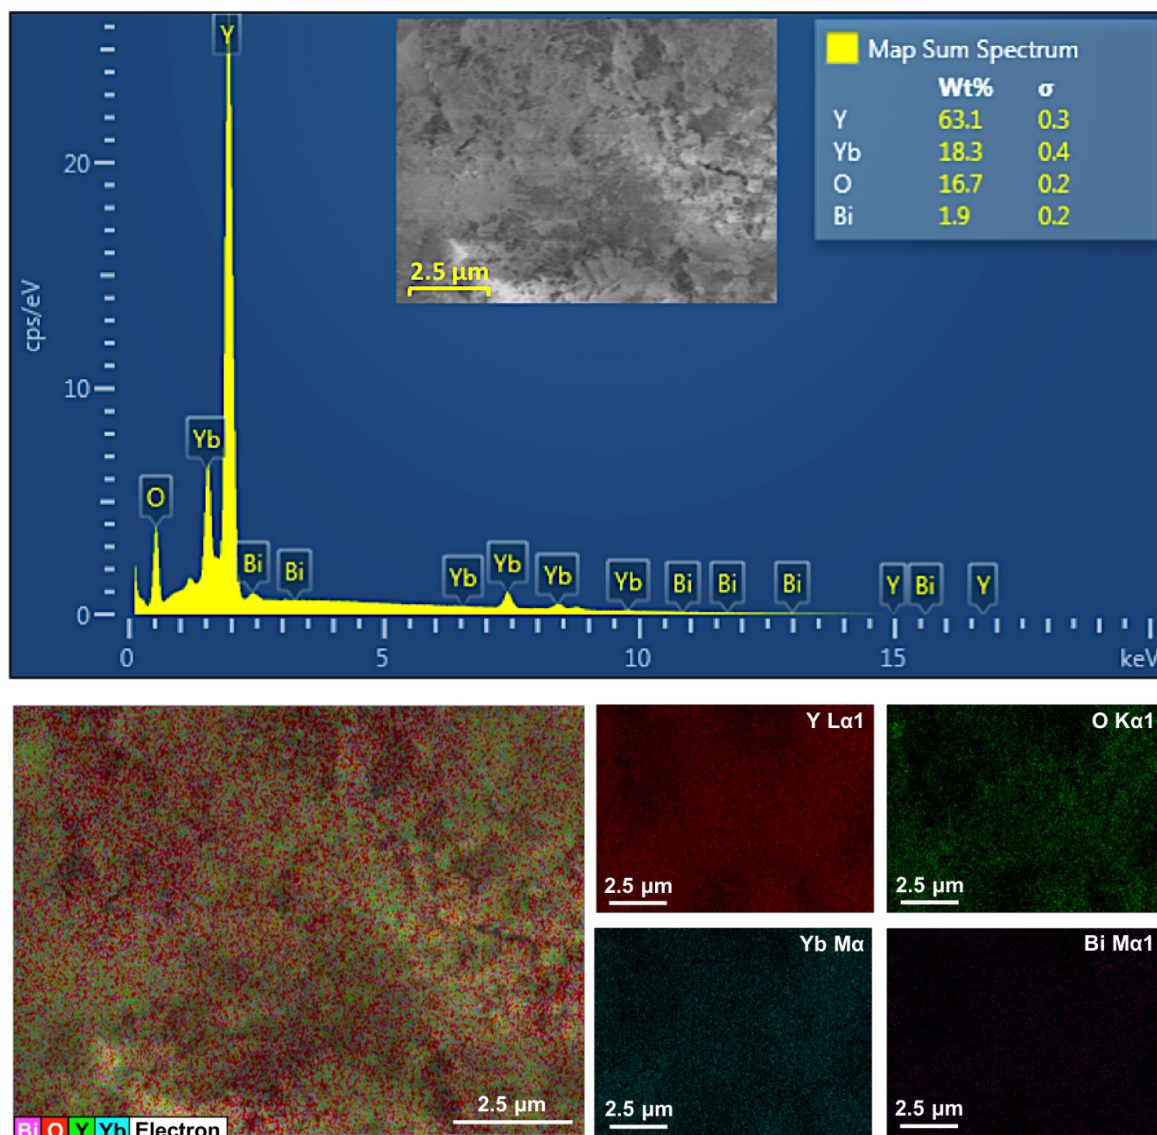 Y
Map Sum Spectrum
Wt% σ
Y 63.1 0.3
Yb 18.3 0.4
O 16.7 0.2
Bi 1.9 0.2
2.5 µm
20
10
0
cps/eV
Yb
O
Bi
Bi
Yb
Yb
Yb
Yb
Bi
Bi
Bi
Y
Bi
Y
0 5 10 15 keV
Y Lα1
2.5 µm
O Kα1
2.5 µm
Yb Mα
2.5 µm
Bi Mα1
2.5 µm
2.5 µm
Bi O Y Yb Electron